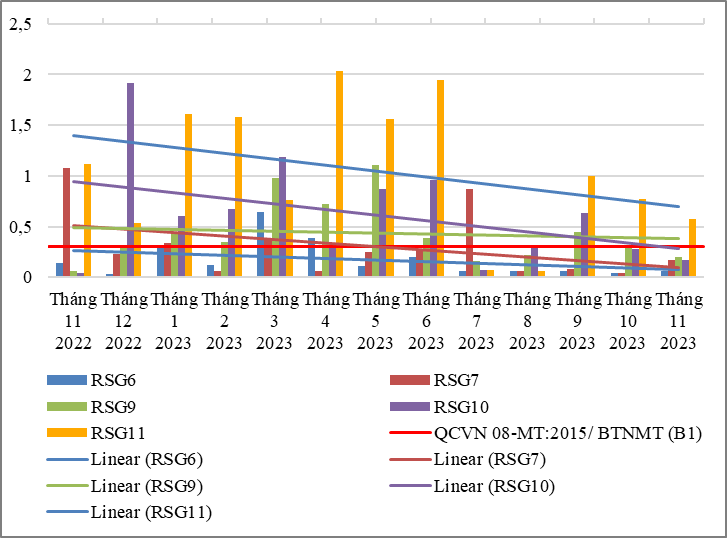 2,5
2
1,5
1
0,5
0
Tháng Tháng Tháng Tháng Tháng Tháng Tháng Tháng Tháng Tháng Tháng Tháng Tháng
11 12 1 2 3 4 5 6 7 8 9 10 11
2022 2022 2023 2023 2023 2023 2023 2023 2023 2023 2023 2023 2023
RSG6 RSG7
RSG9 RSG10
RSG11 QCVN 08-MT:2015/ BTNMT (B1)
Linear (RSG6) Linear (RSG7)
Linear (RSG9) Linear (RSG10)
Linear (RSG11)